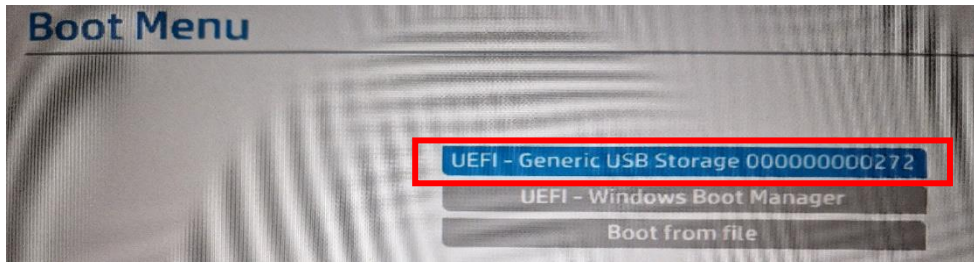 Boot Menu
UEFI - Generic USB Storage 000000000272
UEFI - Windows Boot Manager
Boot from file